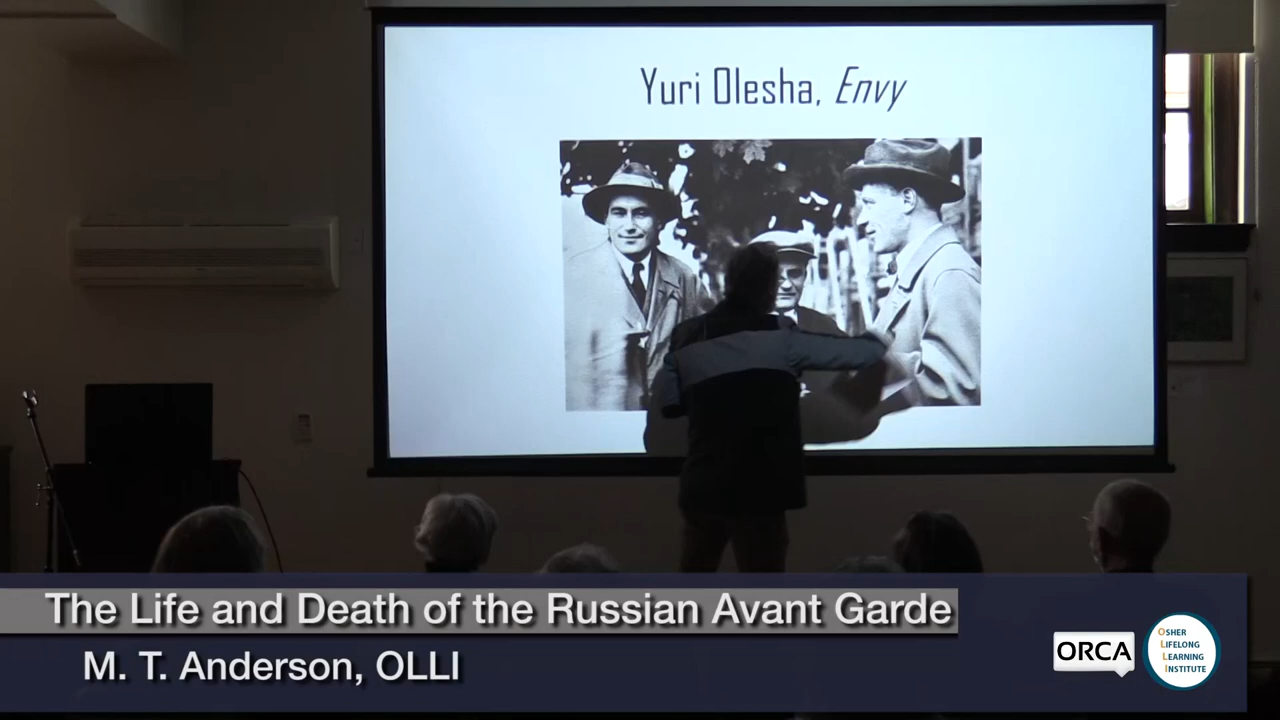 Yuri Olesha, Envy
The Life and Death of the Russian Avant Garde
M. T. Anderson, OLLI
ORCA
OSHER
LIFELONG
LEARNING
INSTITUTE